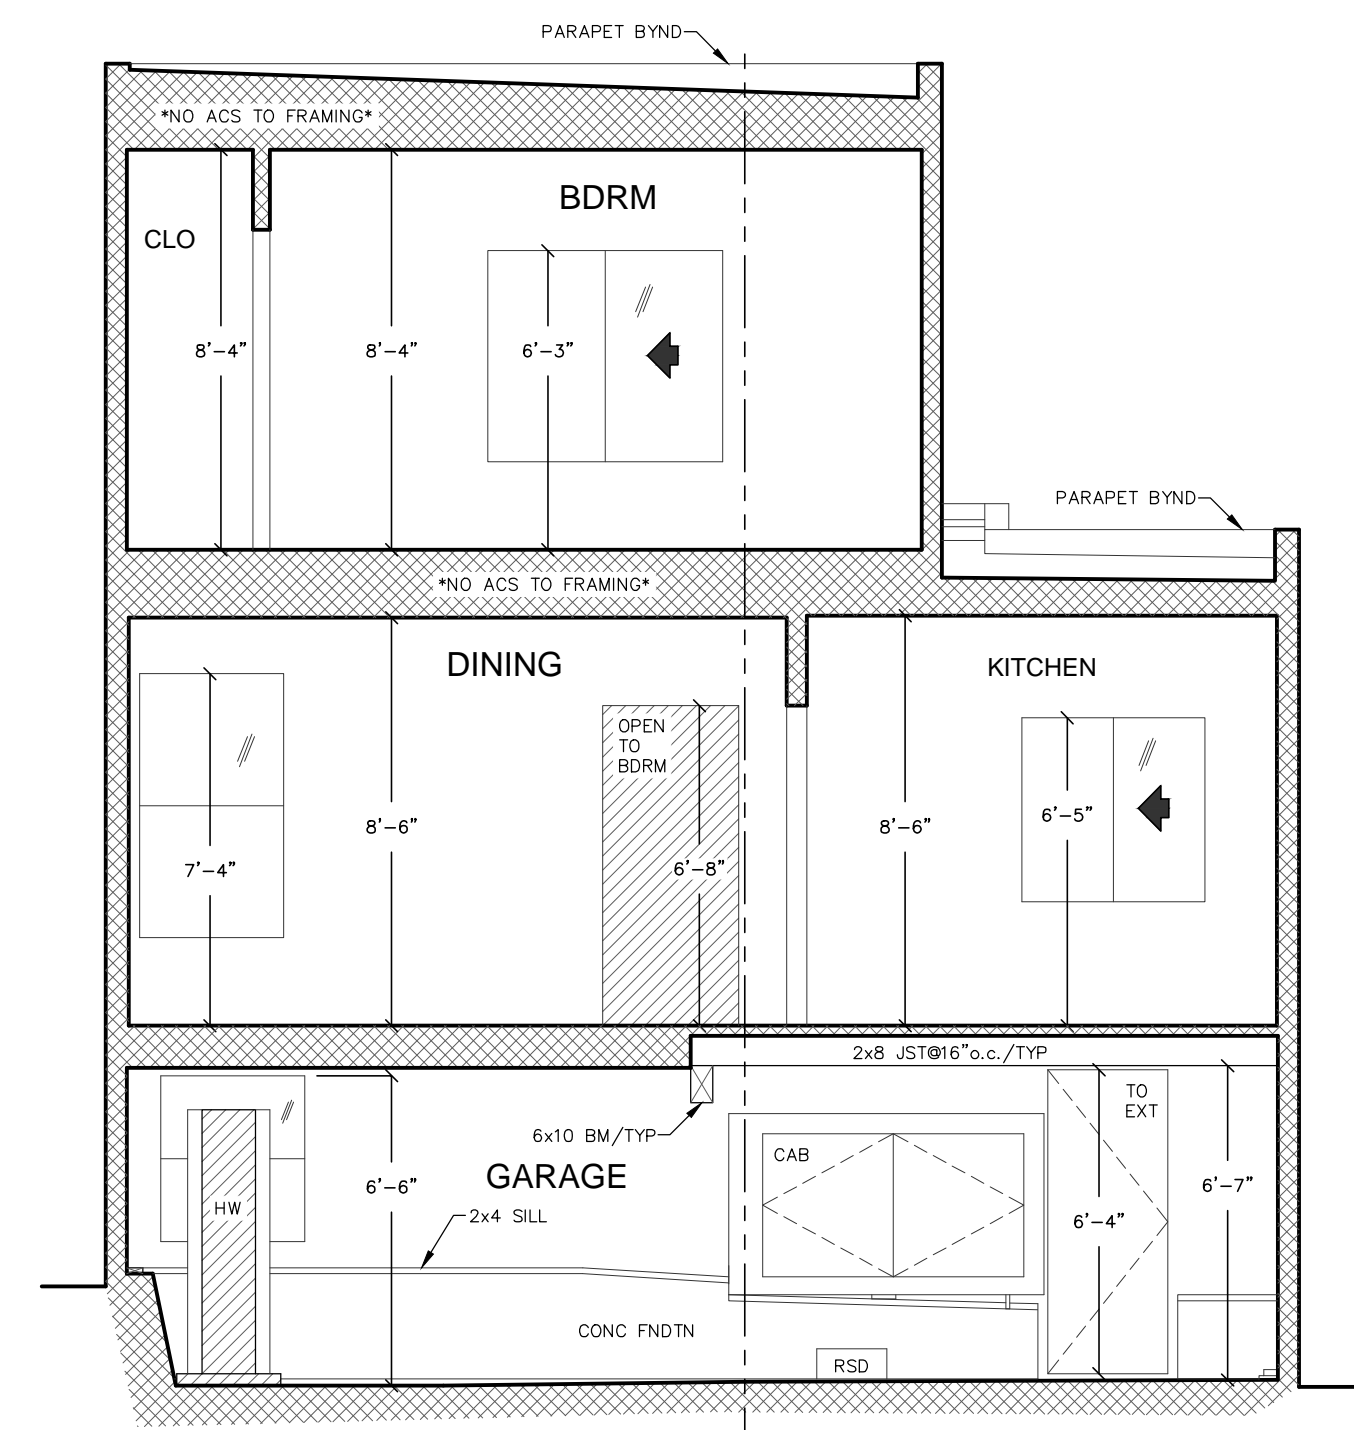 PARAPET BYND
*NO ACS TO FRAMING*
BDRM
CLO
8'-4"
8'-4"
6'-3"
PARAPET BYND
*NO ACS TO FRAMING*
DINING
KITCHEN
OPEN
TO
BDRM
6'-5"
8'-6"
8'-6"
7'-4"
6'-8"
2x8 JST@16"o.c./TYP
TO
EXT
6x10 BM/TYP
CAB
GARAGE
6'-6"
6'-7"
HW
2x4 SILL
6'-4"
CONC FNDTN
RSD